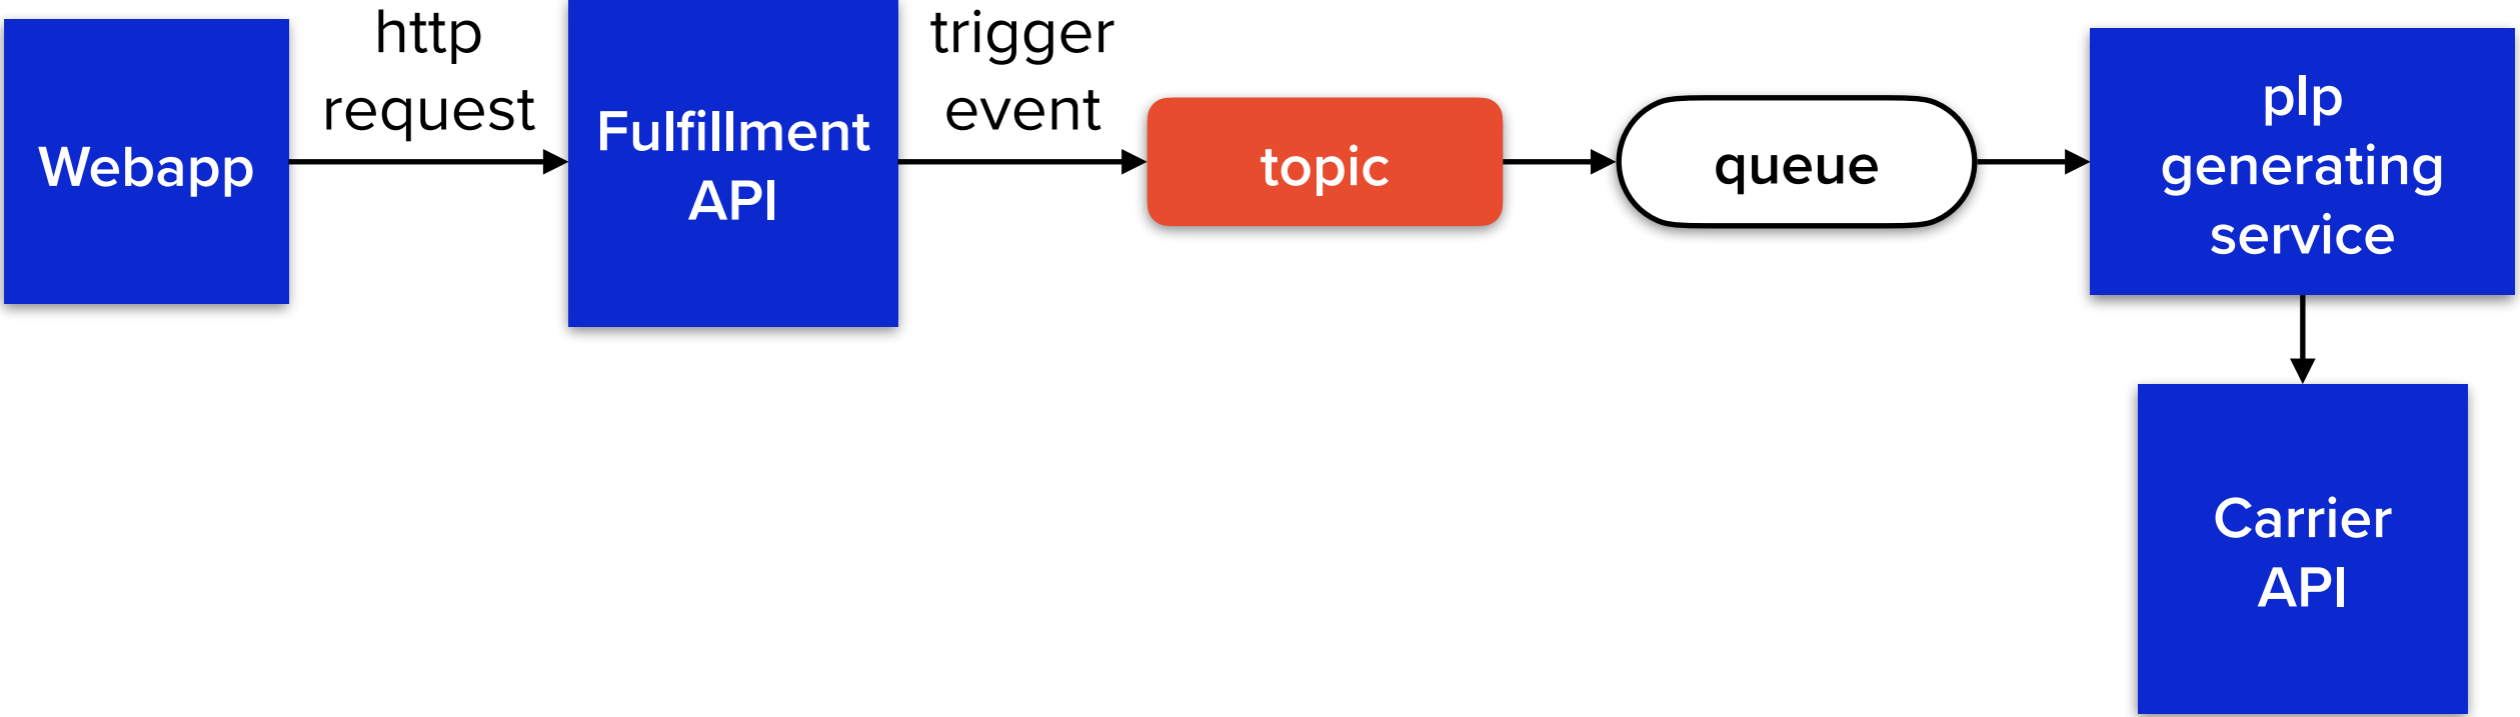 Webapp
http
request
Fulfillment
API
trigger
event
topic
queue
plp
generating
service
Carrier
API